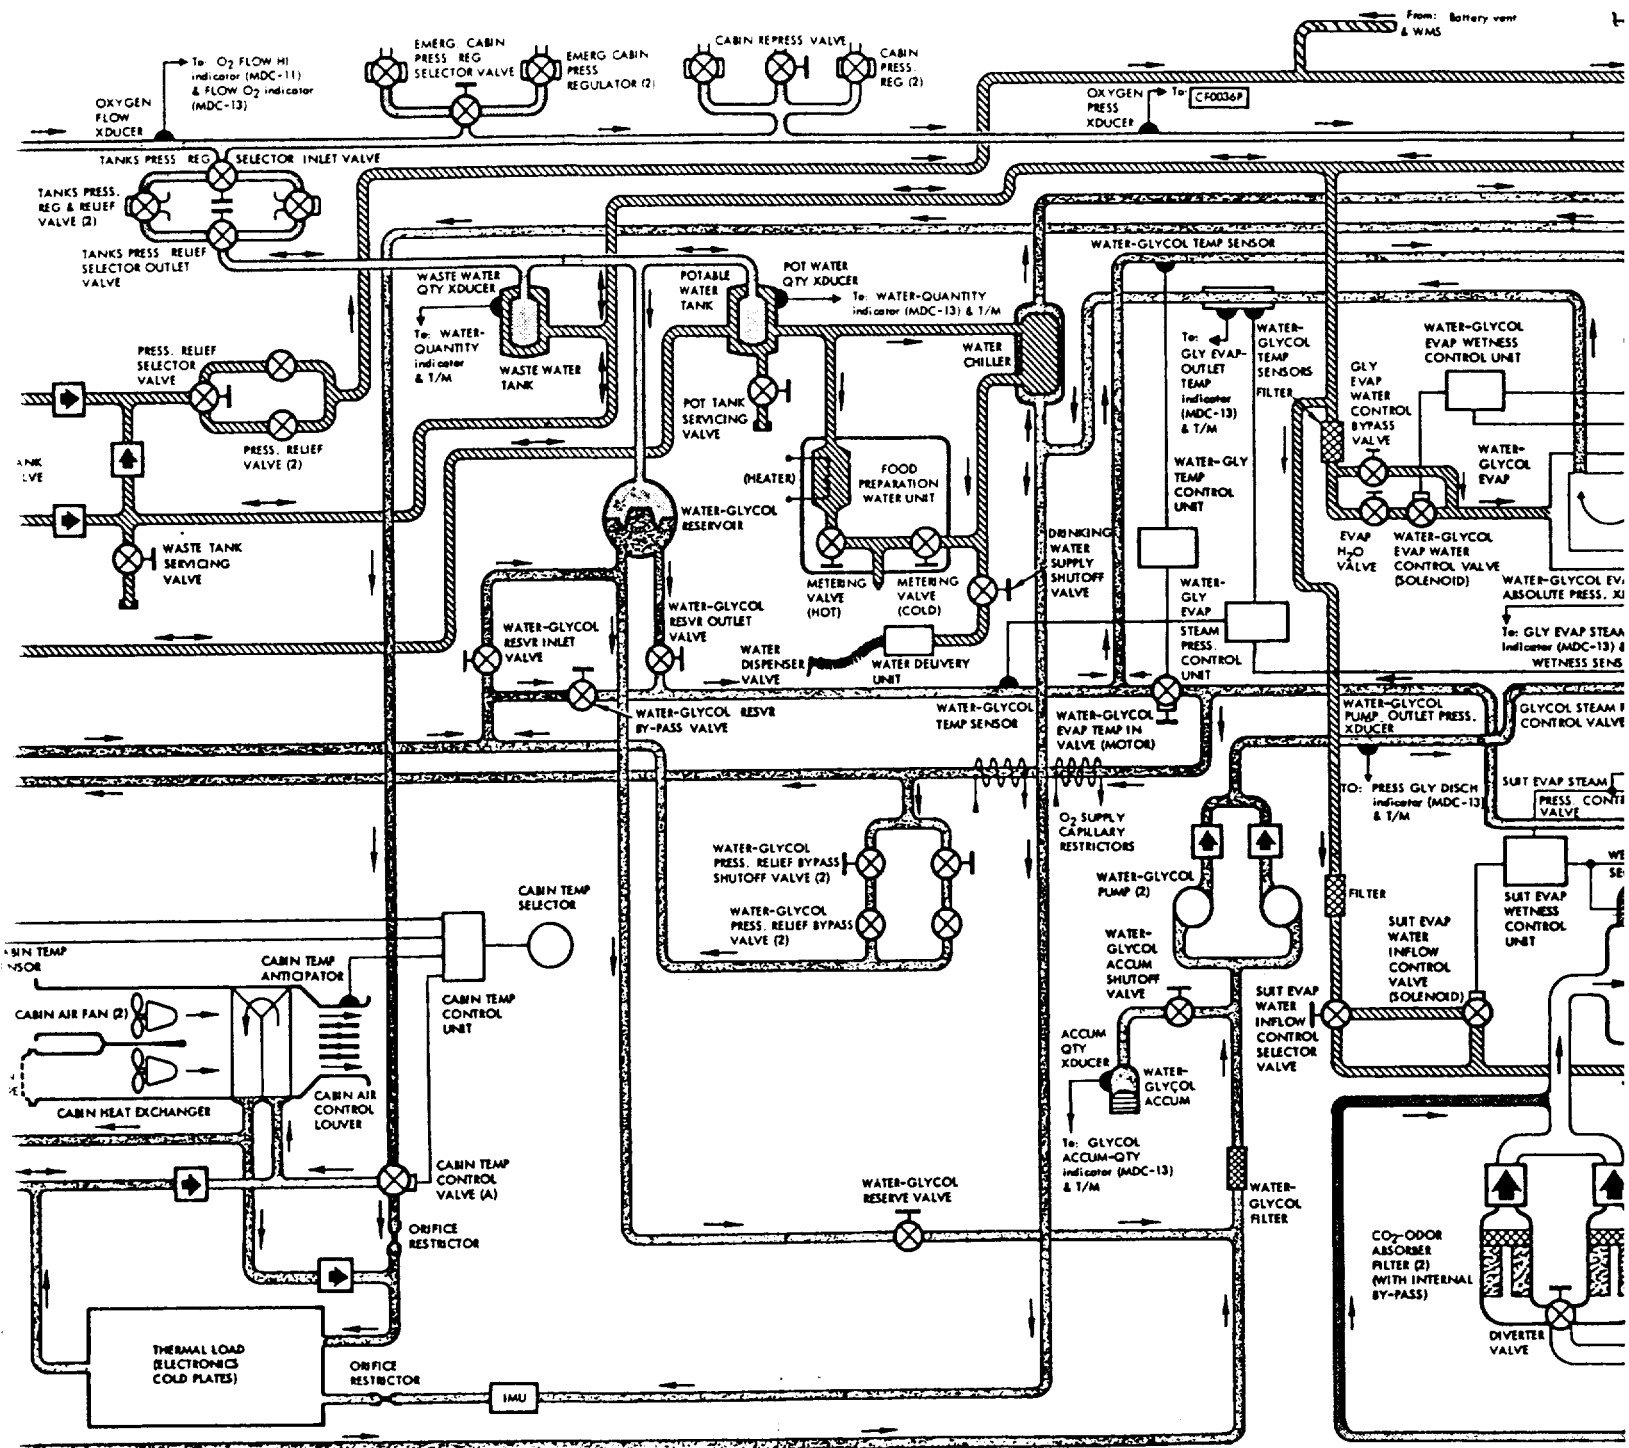 From: Battery vent
& WMS
EMERG. CABIN
PRESS REG
SELECTOR VALVE
EMERG CABIN
PRESS
REGULATOR (2)
CABIN REPRESS VALVE
CABIN
PRESS.
REG (2)
To: O2 FLOW HI
indicator (MDC-11)
& FLOW O2 indicator
(MDC-13)
OXYGEN
FLOW
XDUCER
OXYGEN
PRESS
XDUCER
To:
CF0036P
TANKS PRESS REG
SELECTOR INLET VALVE
TANKS PRESS.
REG & RELIEF
VALVE (2)
TANKS PRESS RELIEF
SELECTOR OUTLET
VALVE
WASTE WATER
QTY XDUCER
To: WATER-
QUANTITY
indicator
& T/M
WASTE WATER
TANK
POTABLE
WATER
TANK
POT WATER
QTY XDUCER
To: WATER-QUANTITY
indicator (MDC-13) & T/M
WATER-GLYCOL TEMP SENSOR
WATER
CHILLER
To:
GLY EVAP-
OUTLET
TEMP
indicator
(MDC-13)
& T/M
WATER-
GLYCOL
TEMP
SENSORS
FILTER
WATER-GLYCOL
EVAP WETNESS
CONTROL UNIT
GLY
EVAP
WATER
CONTROL
BYPASS
VALVE
WATER-
GLYCOL
EVAP
PRESS. RELIEF
SELECTOR
VALVE
PRESS. RELIEF
VALVE (2)
ANK
LVE
POT TANK
SERVICING
VALVE
(HEATER)
FOOD
PREPARATION
WATER UNIT
WATER-GLYCOL
RESERVOIR
WATER-GLY
TEMP
CONTROL
UNIT
EVAP
H2O
VALVE
WATER-GLYCOL
EVAP WATER
CONTROL VALVE
(SOLENOID)
WASTE TANK
SERVICING
VALVE
METERING
VALVE
(HOT)
METERING
VALVE
(COLD)
DRINKING
WATER
SUPPLY
SHUTOFF
VALVE
WATER-
GLY
EVAP
STEAM
PRESS.
CONTROL
UNIT
WATER-GLYCOL EV
ABSOLUTE PRESS. X
To: GLY EVAP STEAM
indicator (MDC-13) &
WETNESS SENS
WATER-GLYCOL
RESVR INLET
VALVE
WATER-GLYCOL
RESVR OUTLET
VALVE
WATER
DISPENSER
VALVE
WATER DELIVERY
UNIT
WATER-GLYCOL RESVR
BY-PASS VALVE
WATER-GLYCOL
TEMP SENSOR
WATER-GLYCOL
EVAP TEMP IN
VALVE (MOTOR)
WATER-GLYCOL
PUMP OUTLET PRESS.
XDUCER
GLYCOL STEAM
CONTROL VALVE
TO: PRESS GLY DISCH
indicator (MDC-13)
& T/M
SUIT EVAP STEAM
PRESS. CONT
VALVE
O2 SUPPLY
CAPILLARY
RESTRICTORS
WATER-GLYCOL
PRESS. RELIEF BYPASS
SHUTOFF VALVE (2)
WATER-GLYCOL
PRESS. RELIEF BYPASS
VALVE (2)
WATER-GLYCOL
PUMP (2)
FILTER
SUIT EVAP
WETNESS
CONTROL
UNIT
WE
CABIN TEMP
SELECTOR
CABIN TEMP
ANTICIPATOR
CABIN TEMP
CONTROL
UNIT
WATER-
GLYCOL
ACCUM
SHUTOFF
VALVE
SUIT EVAP
WATER
INFLOW
CONTROL
VALVE
(SOLENOID)
SUIT EVAP
WATER
INFLOW
CONTROL
SELECTOR
VALVE
CABIN AIR FAN (2)
ACCUM
QTY
XDUCER
WATER-
GLYCOL
ACCUM
CABIN HEAT EXCHANGER
CABIN AIR
CONTROL
LOUVER
To: GLYCOL
ACCUM-QTY
indicator (MDC-13)
& T/M
CABIN TEMP
CONTROL
VALVE (A)
WATER-GLYCOL
RESERVE VALVE
WATER-
GLYCOL
FILTER
ORIFICE
RESTRICTOR
CO2-ODOR
ABSORBER
FILTER (2)
(WITH INTERNAL
BY-PASS)
DIVERTER
VALVE
THERMAL LOAD
(ELECTRONICS
COLD PLATES)
ORIFICE
RESTRICTOR
IMU